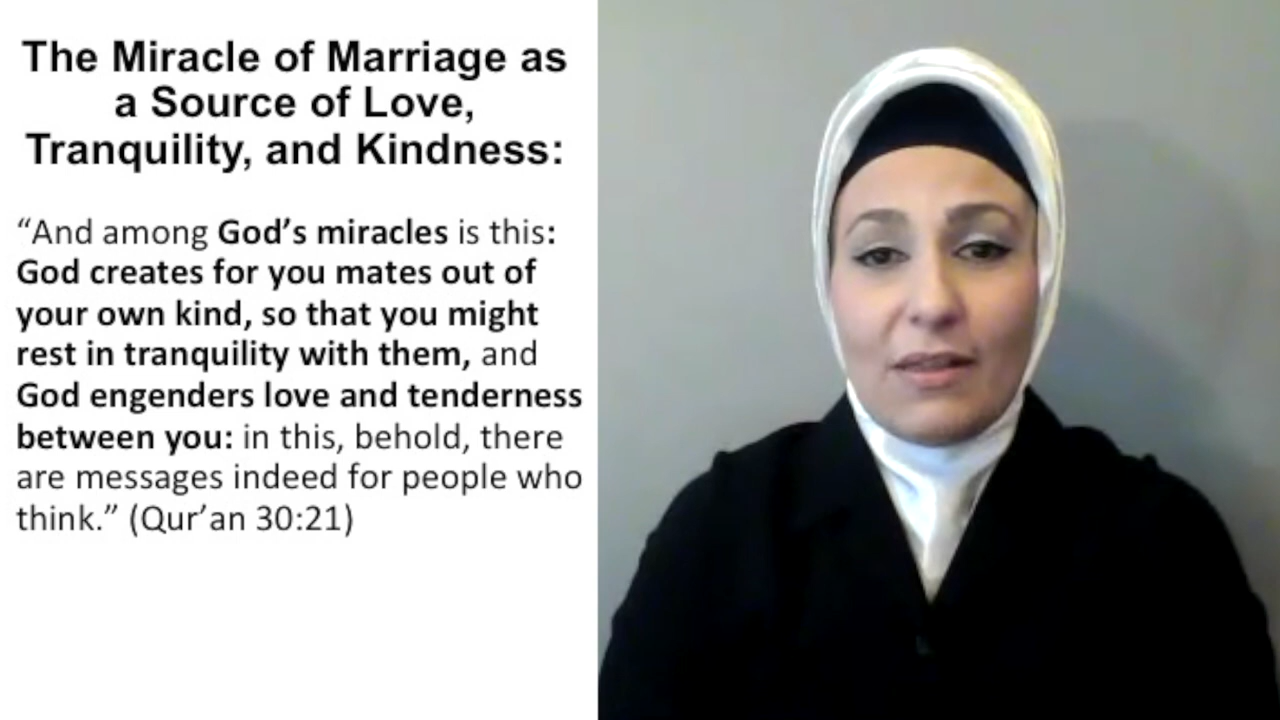 The Miracle of Marriage as
a Source of Love,
Tranquility, and Kindness:
“And among God’s miracles is this:
God creates for you mates out of
your own kind, so that you might
rest in tranquility with them, and
God engenders love and tenderness
between you: in this, behold, there
are messages indeed for people who
think.” (Qur’an 30:21)